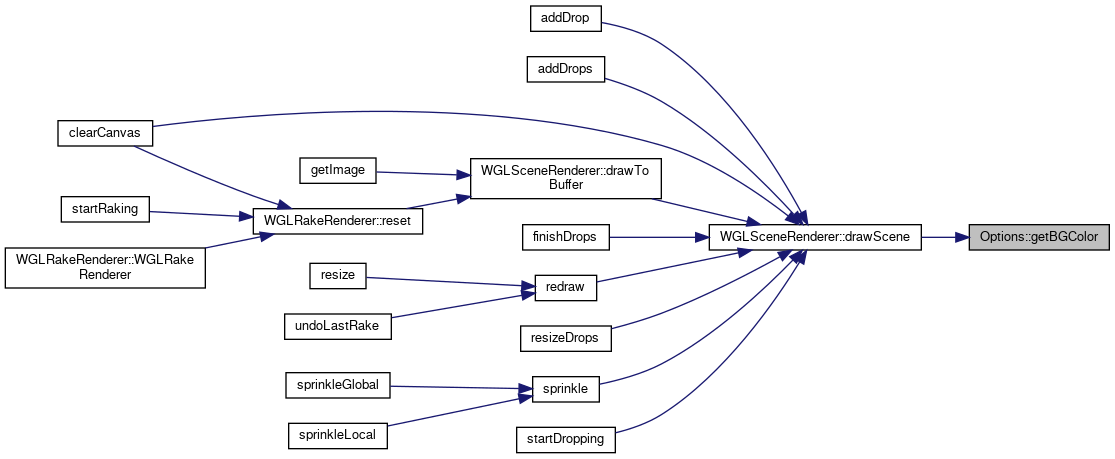 addDrop
addDrops
clearCanvas
getImage
WGLSceneRenderer::drawTo
Buffer
startRaking
WGLRakeRenderer::reset
finishDrops
WGLSceneRenderer::drawScene
Options::getBGColor
WGLRakeRenderer::WGLRake
Renderer
resize
redraw
undoLastRake
resizeDrops
sprinkleGlobal
sprinkle
sprinkleLocal
startDropping